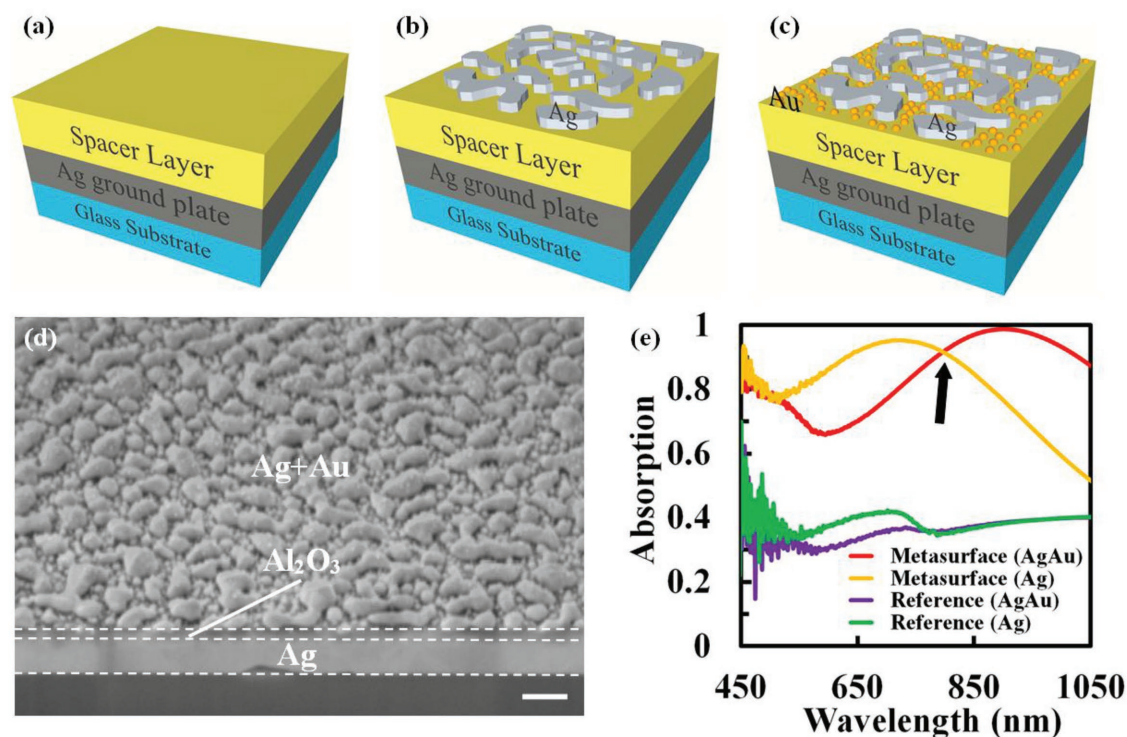 (a)
Spacer Layer
Ag ground plate
Glass Substrate
(b)
Ag
Spacer Layer
Ag ground plate
Glass Substrate
(c)
Au
Ag
Spacer Layer
Ag ground plate
Glass Substrate
(d)
Ag+Au
Al₂O₃
Ag
(e)
Absorption
1
0.8
0.6
0.4
0.2
0
Metasurface (AgAu)
Metasurface (Ag)
Reference (AgAu)
Reference (Ag)
450 650 850 1050
Wavelength (nm)